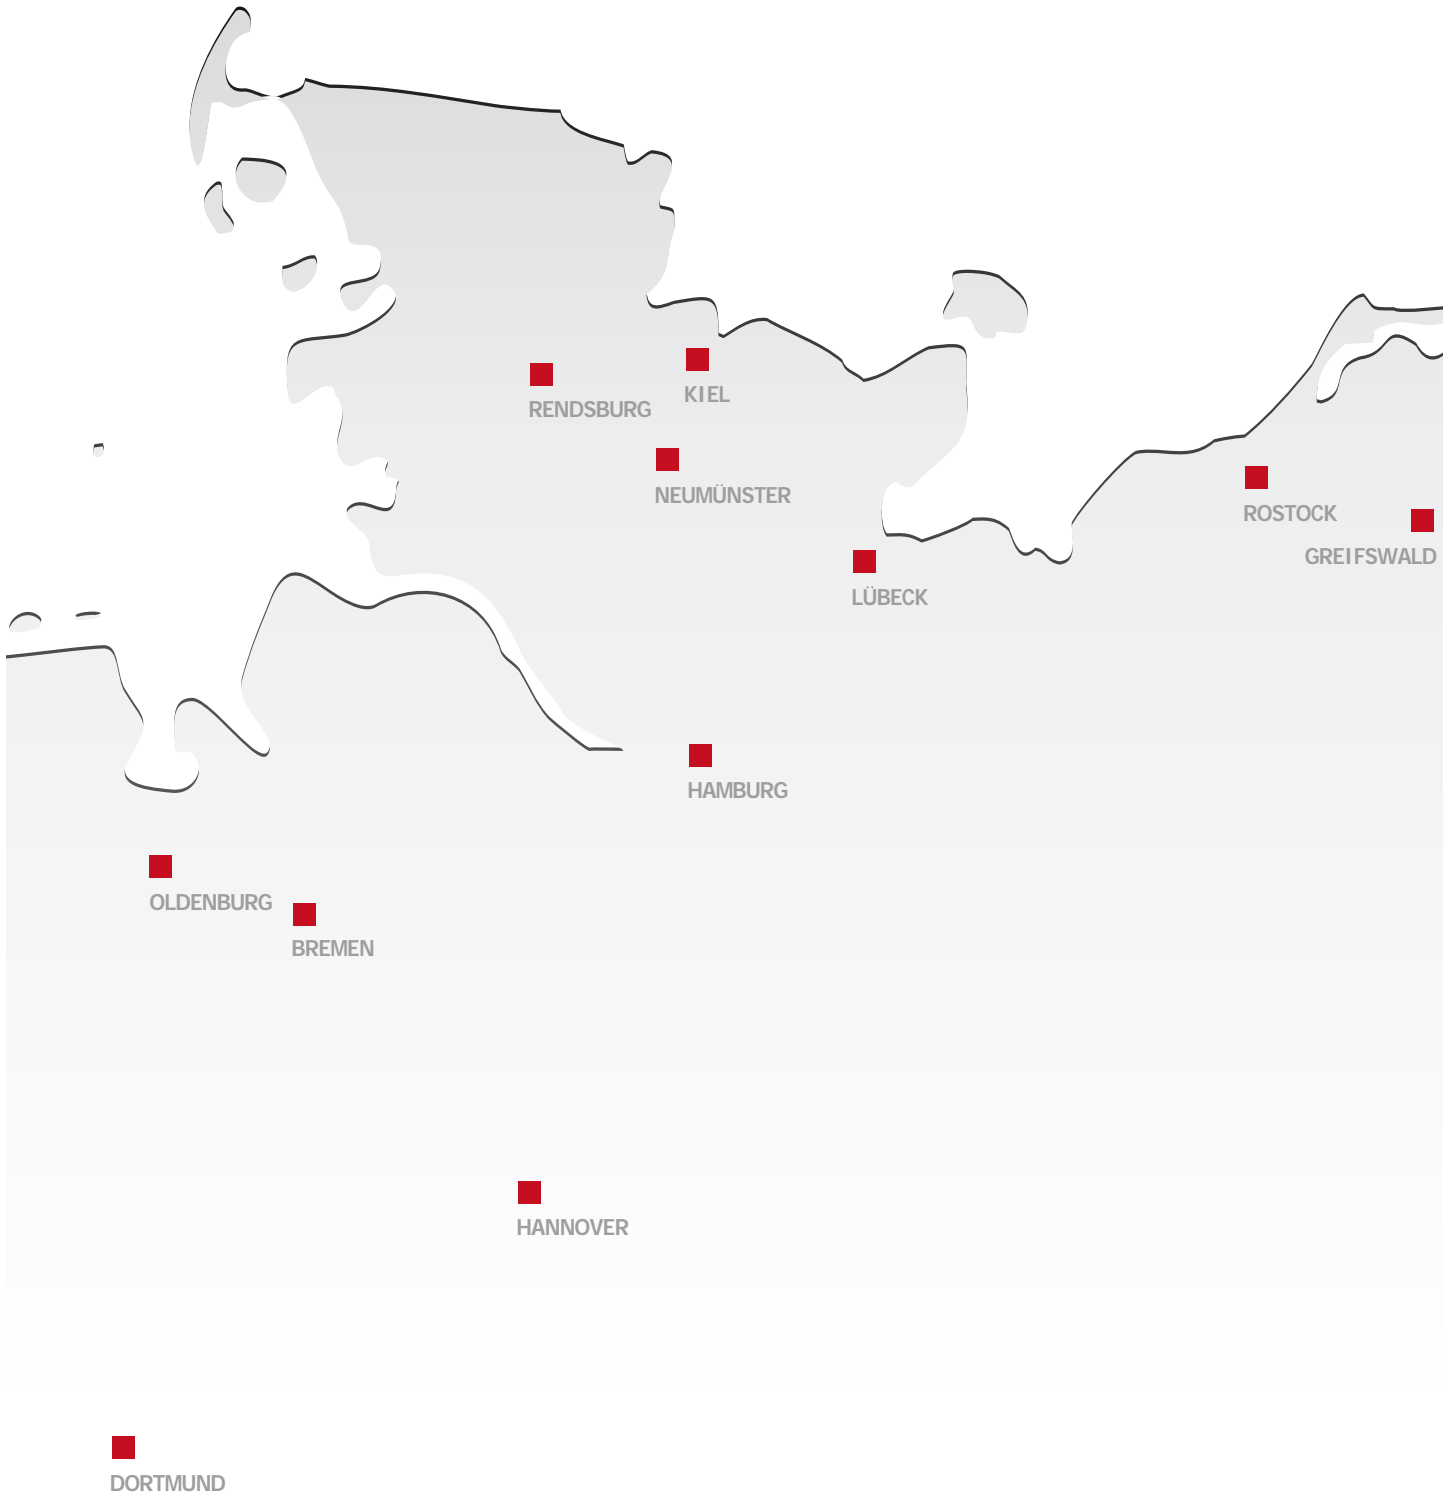 KIEL
RENDSBURG
NEUMÜNSTER
ROSTOCK
GREIFSWALD
LÜBECK
HAMBURG
OLDENBURG
BREMEN
HANNOVER
DORTMUND